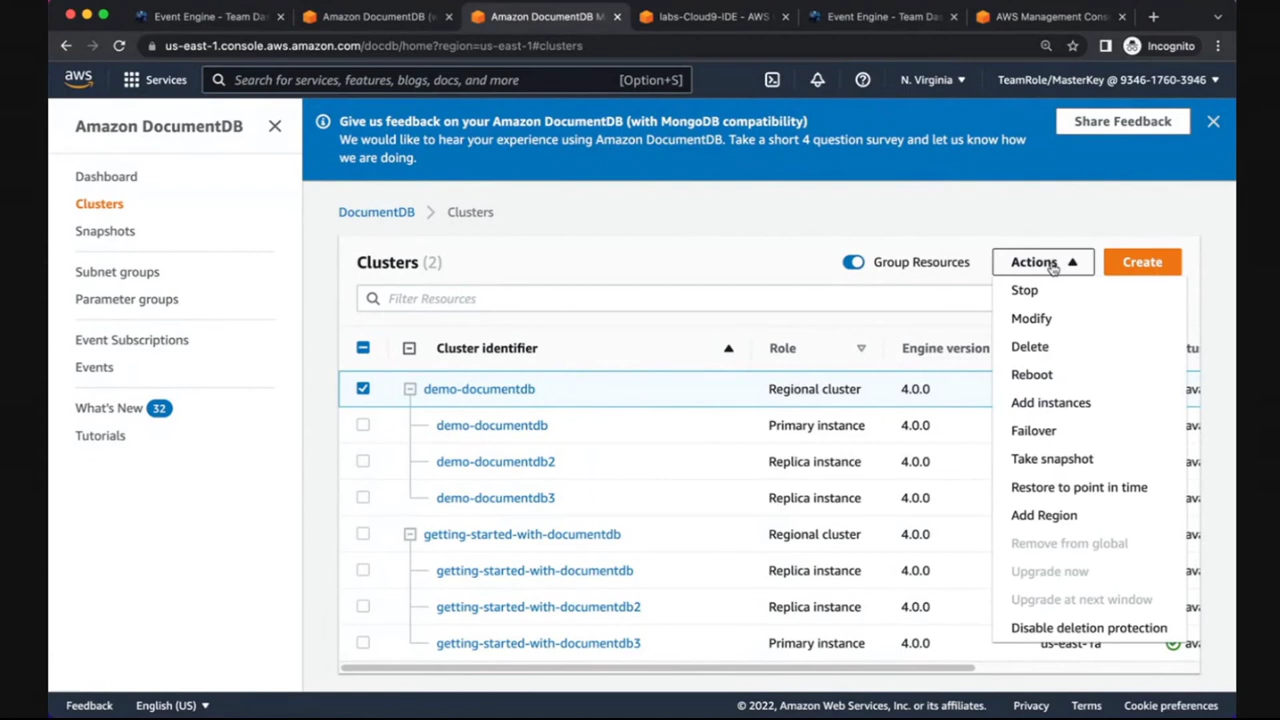 Event Engine - Team Das
Amazon DocumentDB (w
Amazon DocumentDB M
labs-Cloud9-IDE - AWS
Event Engine - Team Das
AWS Management Cons
us-east-1.console.aws.amazon.com/docdb/home?region=us-east-1#clusters
Incognito
aws
Services
Search for services, features, blogs, docs, and more
[Option+S]
N. Virginia
TeamRole/MasterKey @ 9346-1760-3946
Amazon DocumentDB
Dashboard
Clusters
Snapshots
Subnet groups
Parameter groups
Event Subscriptions
Events
What's New 32
Tutorials
Give us feedback on your Amazon DocumentDB (with MongoDB compatibility)
We would like to hear your experience using Amazon DocumentDB. Take a short 4 question survey and let us know how
we are doing.
Share Feedback
DocumentDB
Clusters
Clusters (2)
Group Resources
Actions
Create
Filter Resources
Cluster identifier
Role
Engine version
demo-documentdb Regional cluster 4.0.0
demo-documentdb Primary instance 4.0.0
demo-documentdb2 Replica instance 4.0.0
demo-documentdb3 Replica instance 4.0.0
getting-started-with-documentdb Regional cluster 4.0.0
getting-started-with-documentdb Replica instance 4.0.0
getting-started-with-documentdb2 Replica instance 4.0.0
getting-started-with-documentdb3 Primary instance 4.0.0
Stop
Modify
Delete
Reboot
Add instances
Failover
Take snapshot
Restore to point in time
Add Region
Remove from global
Upgrade now
Upgrade at next window
Disable deletion protection
Feedback
English (US)
© 2022, Amazon Web Services, Inc. or its affiliates.
Privacy
Terms
Cookie preferences